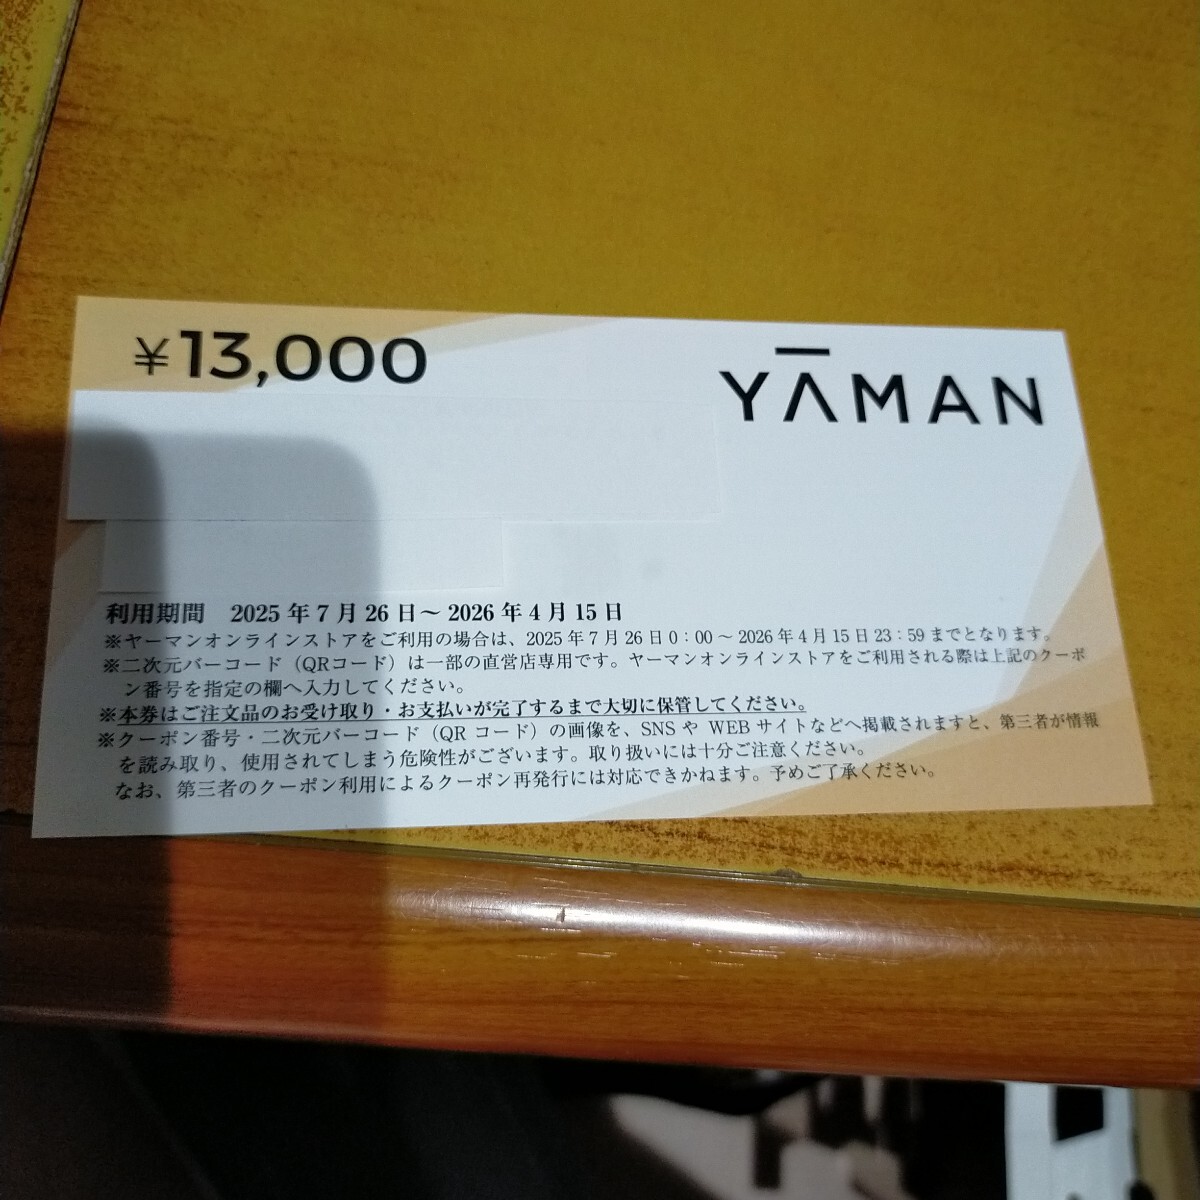 ¥13,000
YAMAN
利用期間 2025年7月26日～2026年4月15日
※ヤーマンオンラインストアをご利用の場合は、2025年7月26日0：00～2026年4月15日23：59までとなります。
※二次元バーコード（QRコード）は一部の直営店専用です。ヤーマンオンラインストアをご利用される際は上記のクーポ
ン番号を指定の欄へ入力してください。
※本券はご注文品のお受け取り・お支払いが完了するまで大切に保管してください。
※クーポン番号・二次元バーコード（QRコード）の画像を、SNSや WEBサイトなどへ掲載されますと、第三者が情報
を読み取り、使用されてしまう危険性がございます。取り扱いには十分ご注意ください。
なお、第三者のクーポン利用によるクーポン再発行には対応できかねます。予めご了承ください。